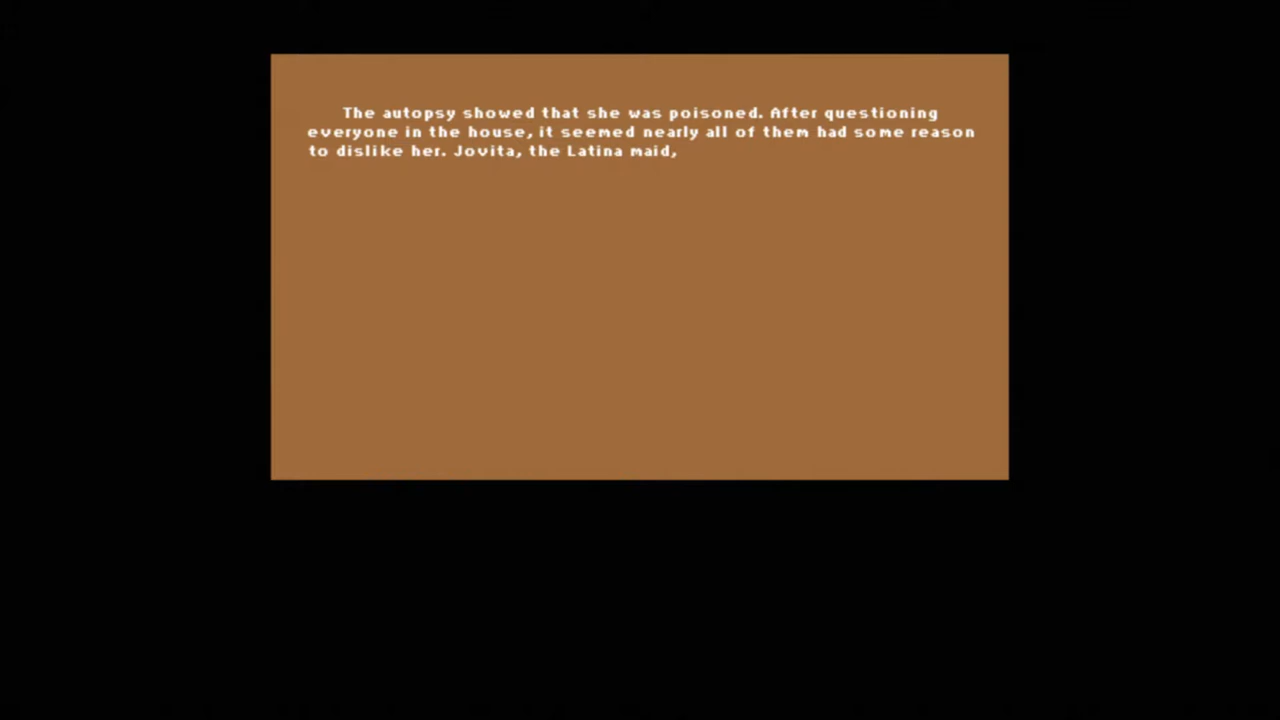 The autopsy showed that she was poisoned. After questioning
everyone in the house, it seemed nearly all of them had some reason
to dislike her. Jovita, the Latina maid,